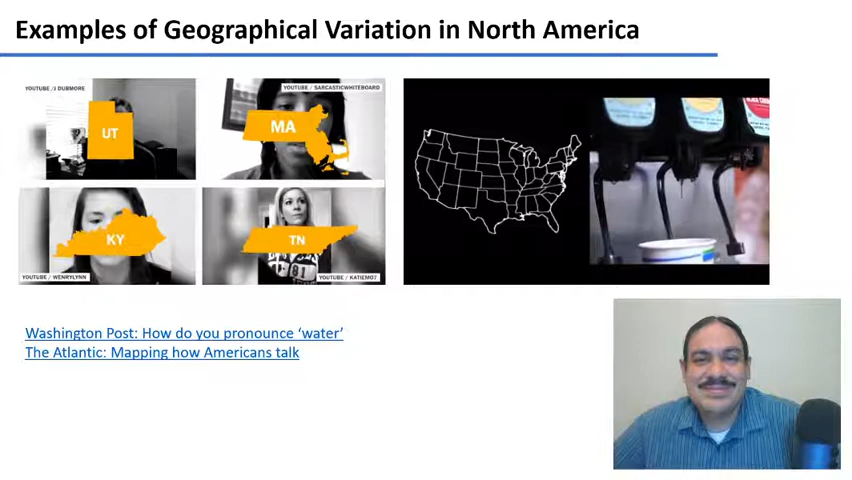 Examples of Geographical Variation in North America
YOUTUBE / J DUBMORE
YOUTUBE / SARCASTICWHITEBOARD
UT
MA
KY
TN
81
YOUTUBE / WENRYLYNN
YOUTUBE / KATIEMO7
Washington Post: How do you pronounce ‘water’
The Atlantic: Mapping how Americans talk